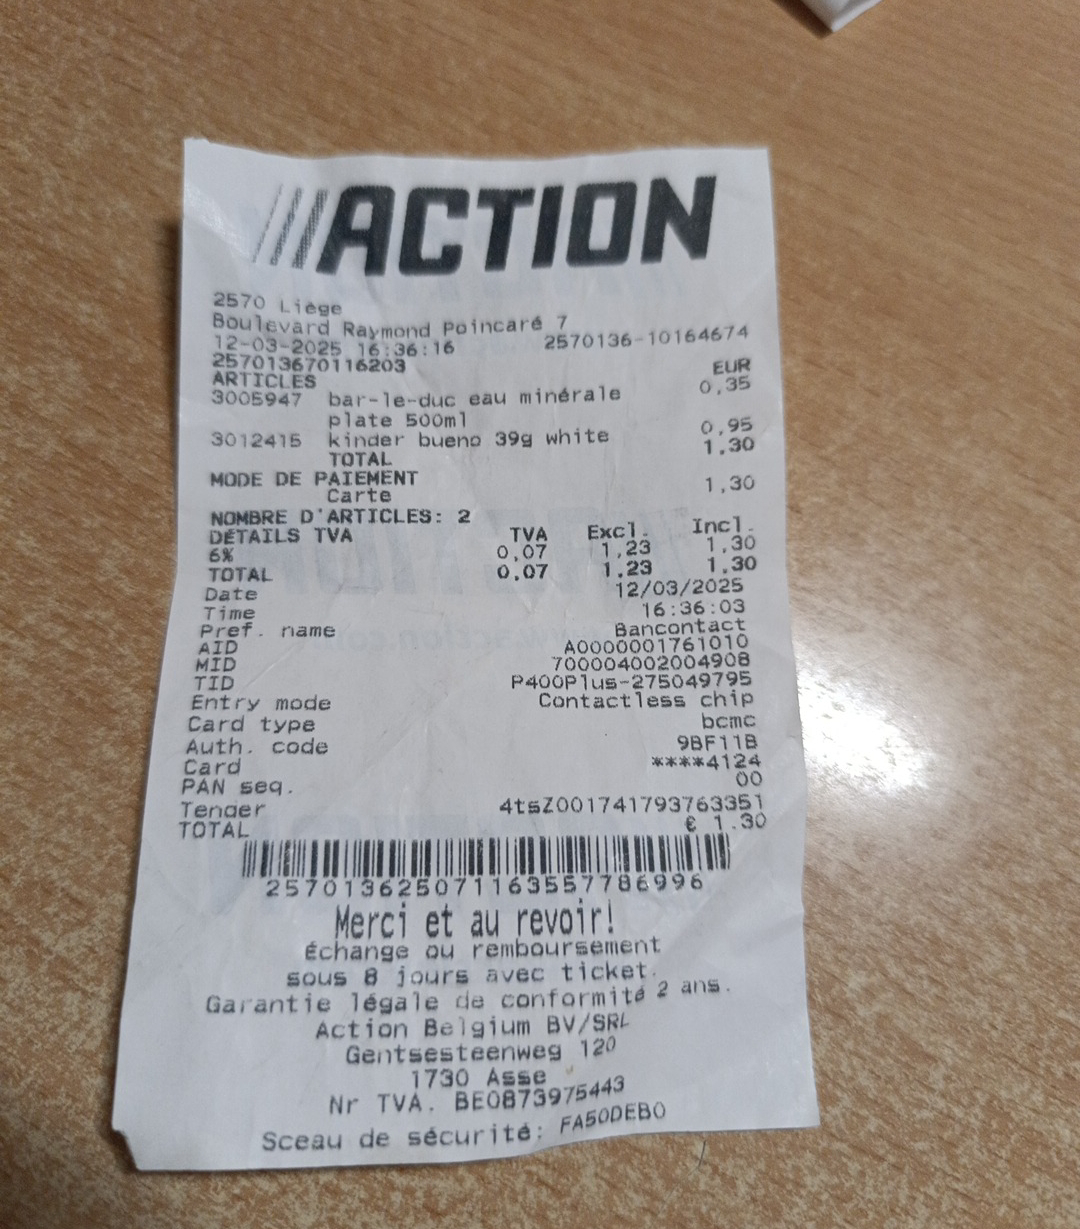 ///ACTION
2570 Liège
Boulevard Raymond Poincaré 7
12-03-2025 16:36:16 2570136-10164674
257013670116203
ARTICLES EUR
3005947 bar-le-duc eau minérale 0,35
plate 500ml
3012415 kinder bueno 39g white 0,95
TOTAL 1,30
MODE DE PAIEMENT
Carte 1,30
NOMBRE D'ARTICLES: 2
DÉTAILS TVA TVA Excl. Incl.
6% 0,07 1,23 1,30
TOTAL 0,07 1,23 1,30
Date 12/03/2025
Time 16:36:03
Pref. name Bancontact
AID A0000001761010
MID 700004002004908
TID P400Plus-275049795
Entry mode Contactless chip
Card type bcmc
Auth. code 9BF11B
Card ****4124
PAN seq. 00
Tender 4tsZ001741793763351
TOTAL € 1.30
2570136250711635577 86996
Merci et au revoir!
Échange ou remboursement
sous 8 jours avec ticket.
Garantie légale de conformité 2 ans.
Action Belgium BV/SRL
Gentsesteenweg 120
1730 Asse
Nr TVA. BE0873975443
Sceau de sécurité: FA50DEB0